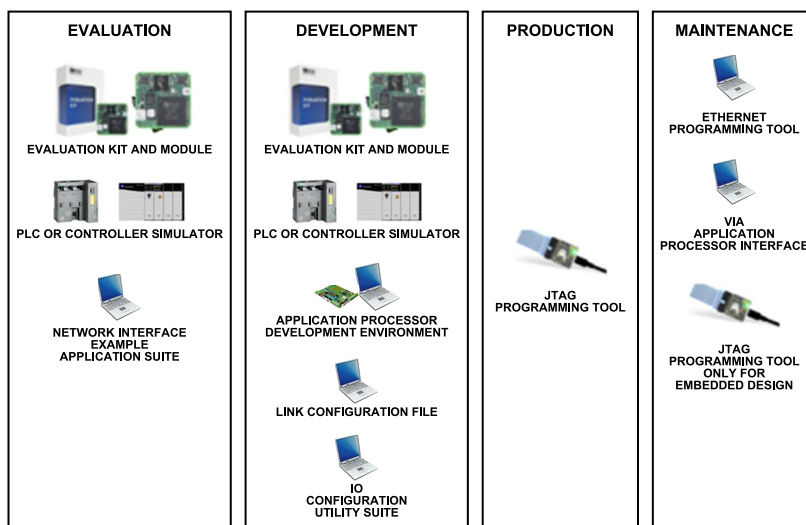 EVALUATION
EVALUATION KIT AND MODULE
PLC OR CONTROLLER SIMULATOR
NETWORK INTERFACE
EXAMPLE
APPLICATION SUITE
DEVELOPMENT
EVALUATION KIT AND MODULE
PLC OR CONTROLLER SIMULATOR
APPLICATION PROCESSOR
DEVELOPMENT ENVIRONMENT
LINK CONFIGURATION FILE
IO
CONFIGURATION
UTILITY SUITE
PRODUCTION
JTAG
PROGRAMMING TOOL
MAINTENANCE
ETHERNET
PROGRAMMING TOOL
VIA
APPLICATION
PROCESSOR INTERFACE
JTAG
PROGRAMMING TOOL
ONLY FOR
EMBEDDED DESIGN